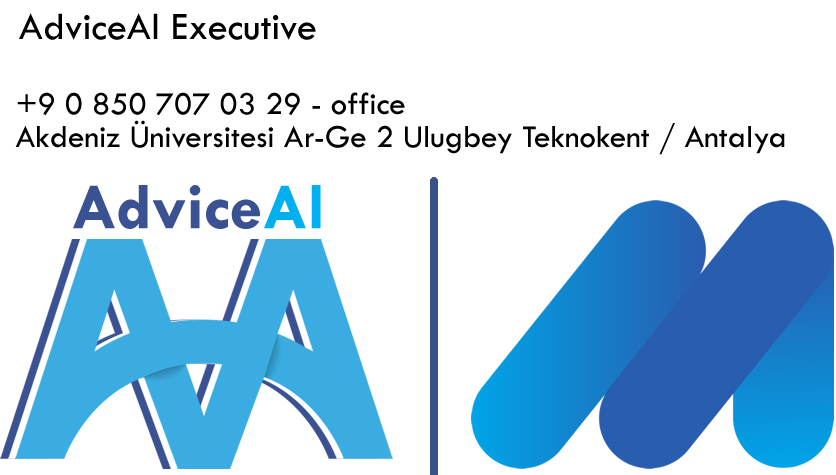 AdviceAI Executive
+9 0 850 707 03 29 - office
Akdeniz Üniversitesi Ar-Ge 2 Ulugbey Teknokent / Antalya
AdviceAI